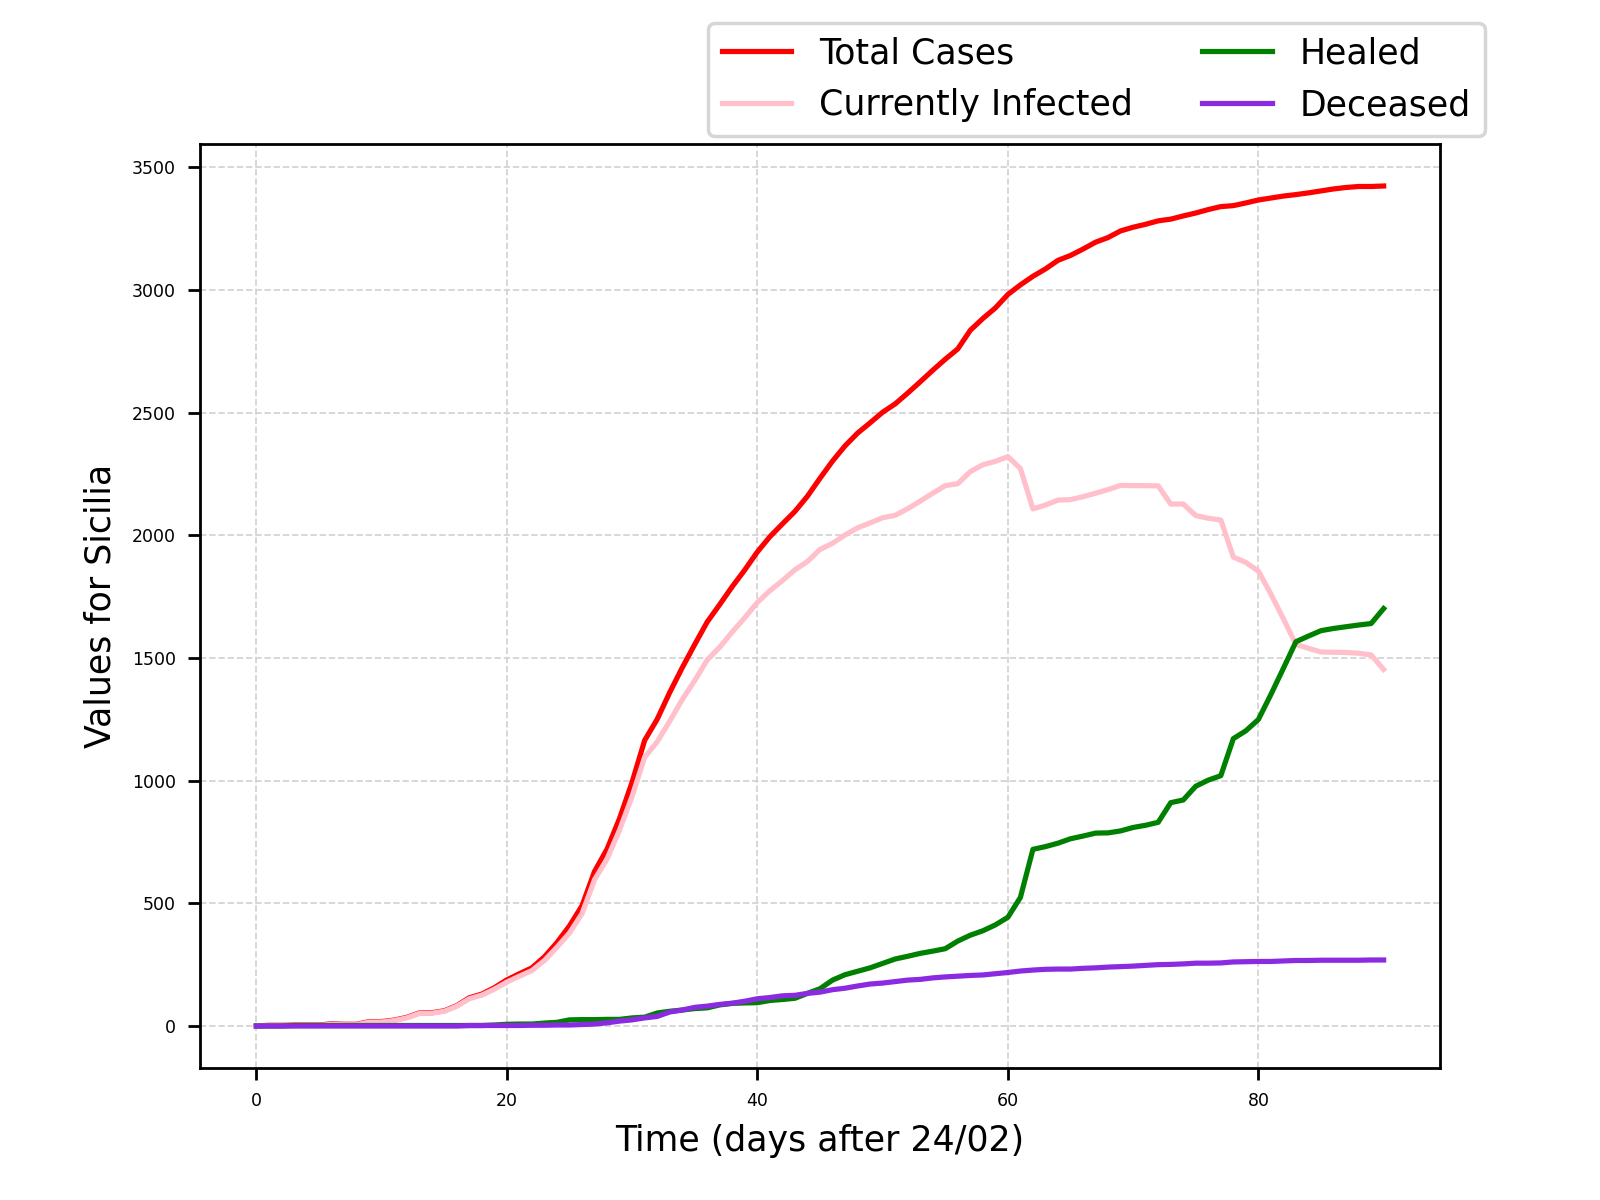 Total Cases
Currently Infected
Healed
Deceased
3500
3000
2500
2000
1500
1000
500
0
Values for Sicilia
0 20 40 60 80
Time (days after 24/02)